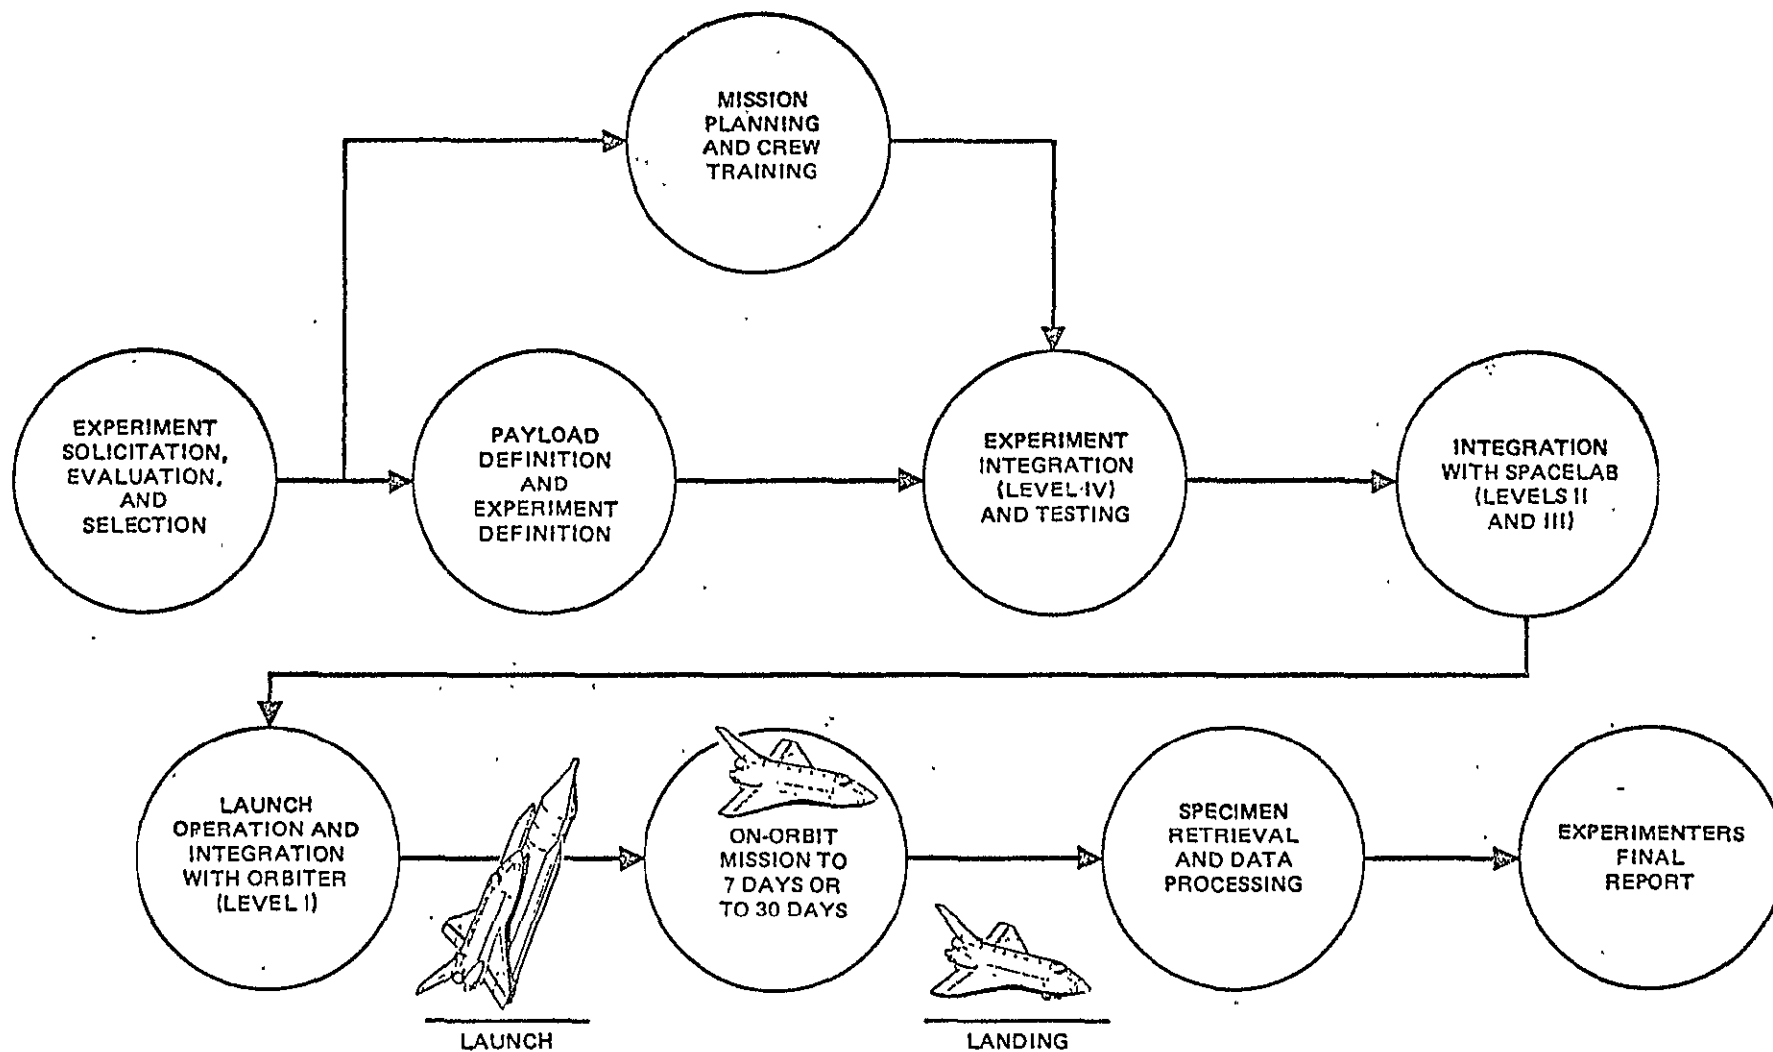 MISSION
PLANNING
AND CREW
TRAINING
EXPERIMENT
SOLICITATION,
EVALUATION,
AND
SELECTION
PAYLOAD
DEFINITION
AND
EXPERIMENT
DEFINITION
EXPERIMENT
INTEGRATION
(LEVEL IV)
AND TESTING
INTEGRATION
WITH SPACELAB
(LEVELS II
AND III)
LAUNCH
OPERATION AND
INTEGRATION
WITH ORBITER
(LEVEL I)
ON-ORBIT
MISSION TO
7 DAYS OR
TO 30 DAYS
SPECIMEN
RETRIEVAL
AND DATA
PROCESSING
EXPERIMENTERS
FINAL
REPORT
LAUNCH
LANDING